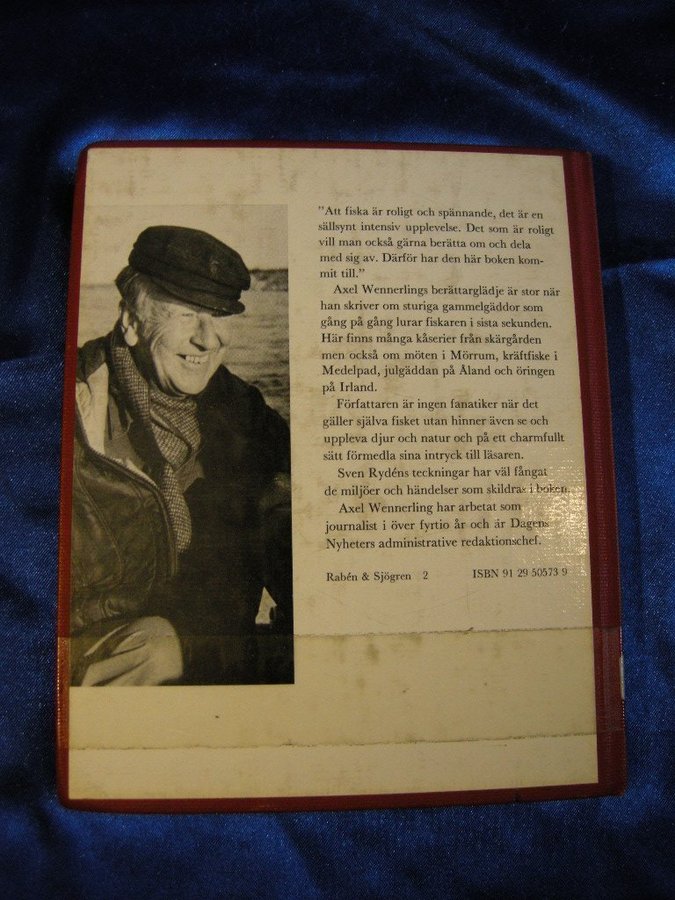 "Att fiska är roligt och spännande, det är en
sällsynt intensiv upplevelse. Det som är roligt
vill man också gärna berätta om och dela
med sig av. Därför har den här boken kom-
mit till."
Axel Wennerlings berättarglädje är stor när
han skriver om sturiga gammelgäddor som
gång på gång lurar fiskaren i sista sekunden.
Här finns många kåserier från skärgården
men också om möten i Mörrum, kräftfiske i
Medelpad, julgäddan på Åland och öringen
på Irland.
Författaren är ingen fanatiker när det
gäller själva fisket utan hinner även se och
uppleva djur och natur och på ett charmfullt
sätt förmedla sina intryck till läsaren.
Sven Rydéns teckningar har väl fångat
de miljöer och händelser som skildras i boken.
Axel Wennerling har arbetat som
journalist i över fyrtio år och är Dagens
Nyheters administrative redaktionschef.
Rabén & Sjögren 2 ISBN 91 29 50573 9